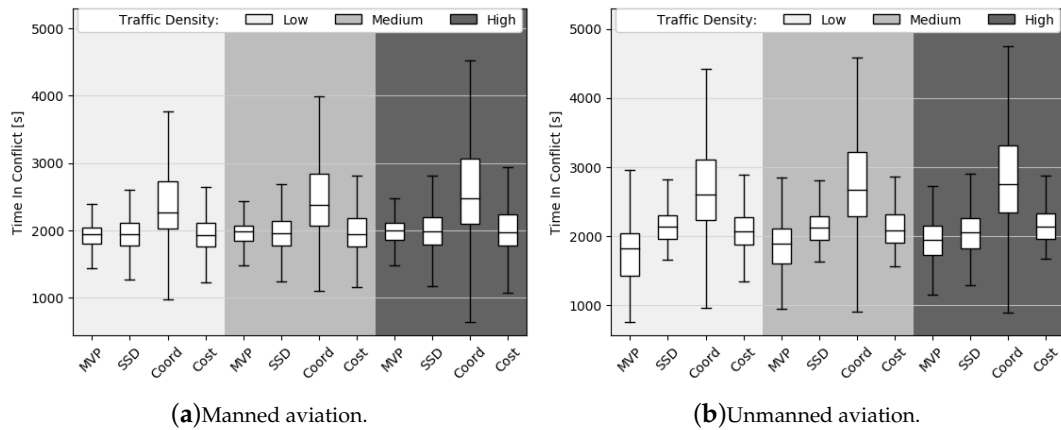 Traffic Density: Low Medium High
5000
4000
3000
2000
1000
Time In Conflict [s]
MVP SSD Coord Cost MVP SSD Coord Cost MVP SSD Coord Cost
(a)Manned aviation.
Traffic Density: Low Medium High
5000
4000
3000
2000
1000
Time In Conflict [s]
MVP SSD Coord Cost MVP SSD Coord Cost MVP SSD Coord Cost
(b)Unmanned aviation.